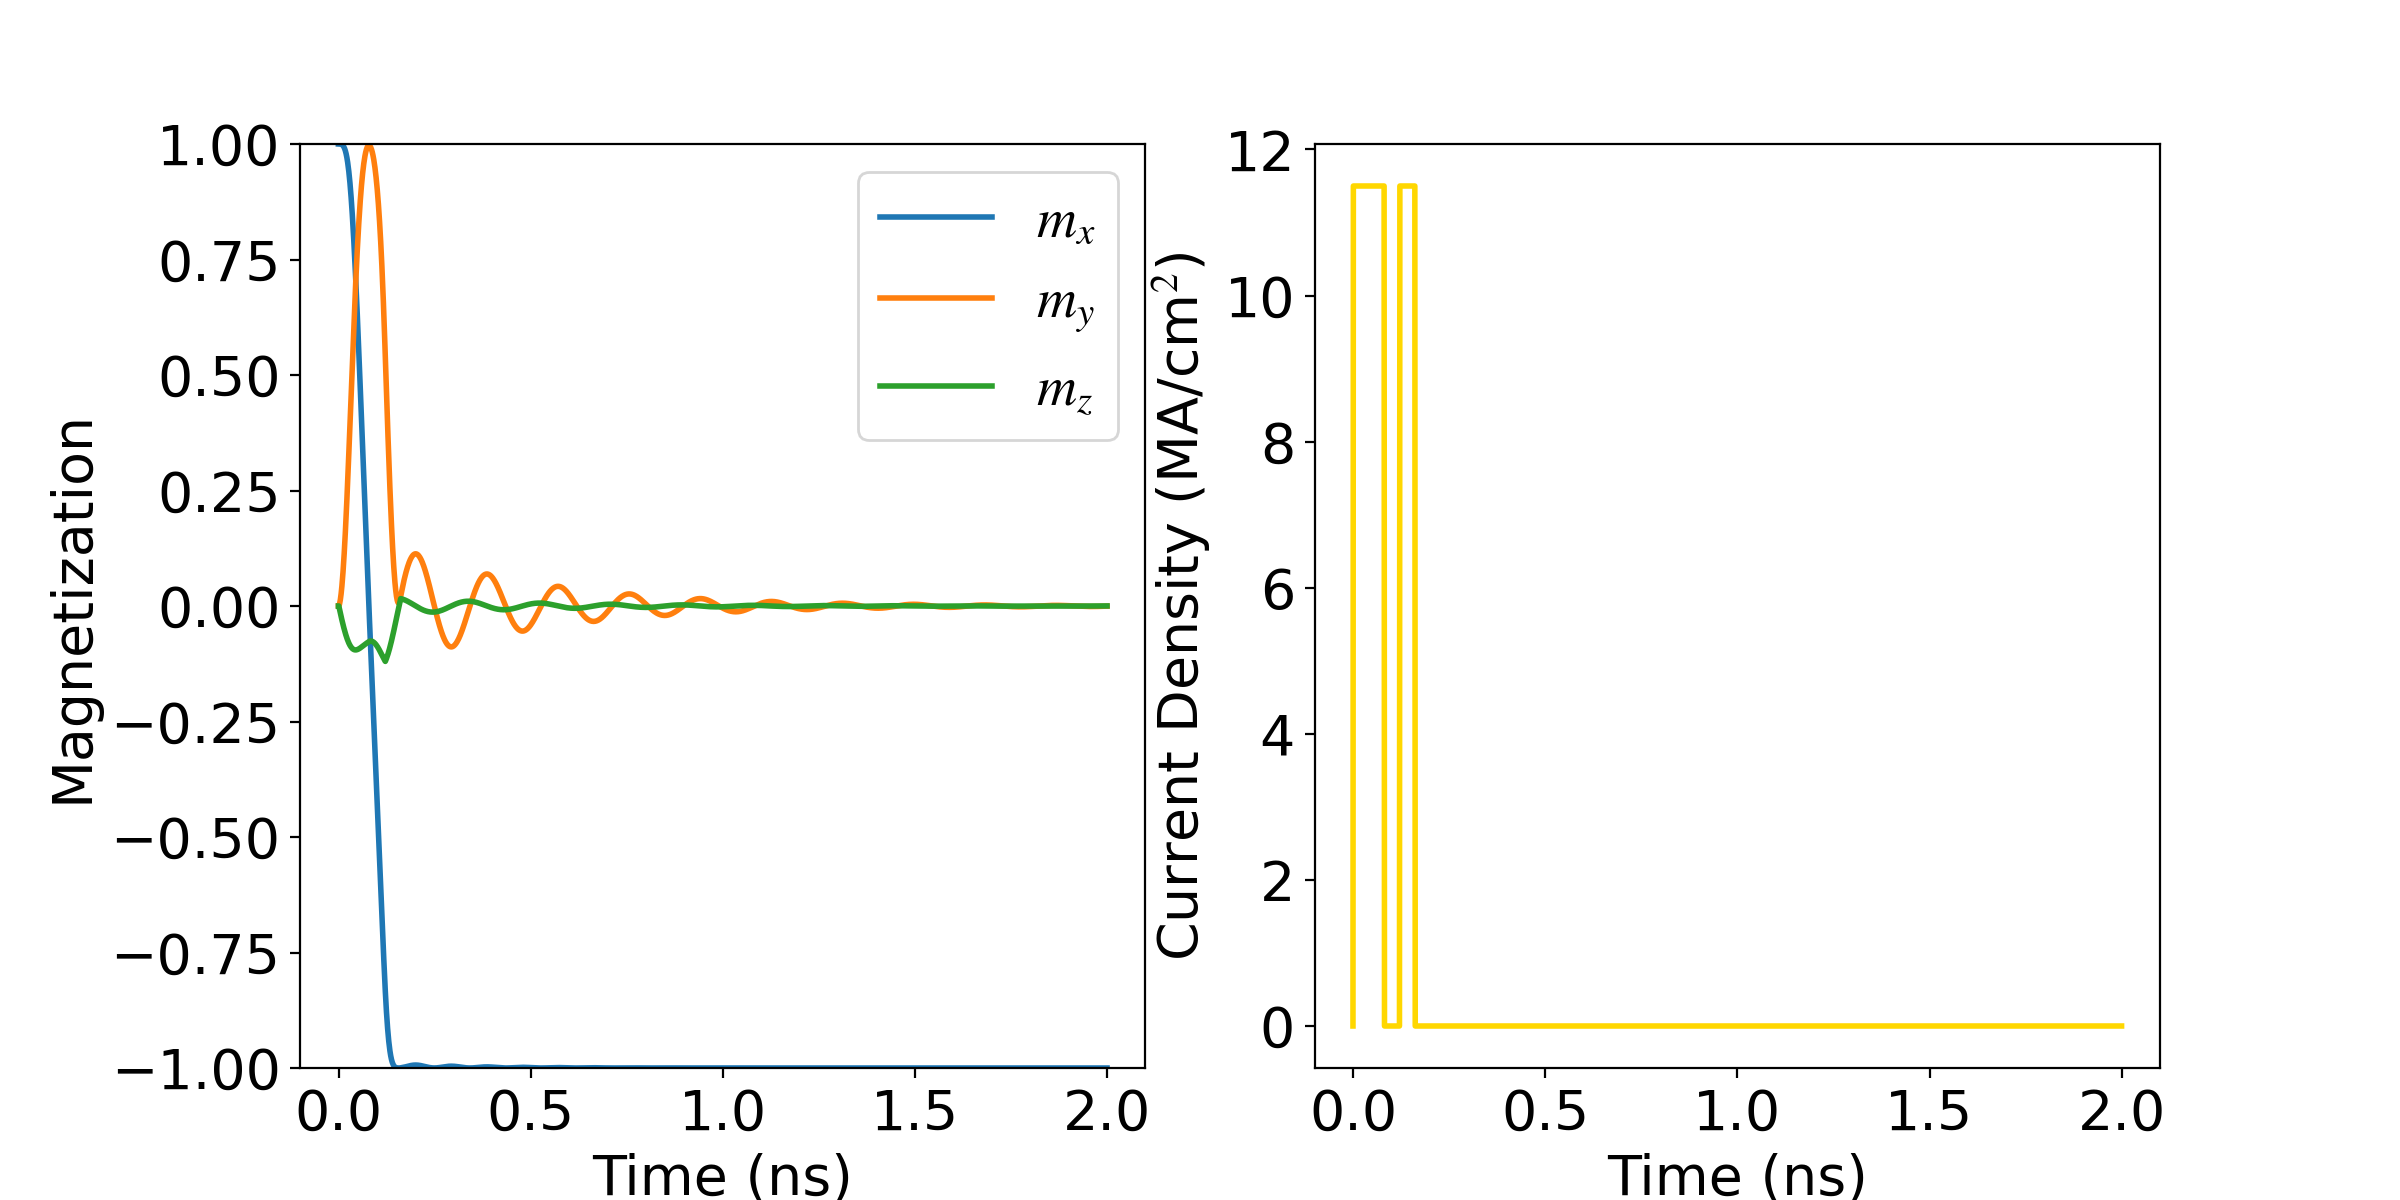 Magnetization
1.00
0.75
0.50
0.25
0.00
−0.25
−0.50
−0.75
−1.00
0.0 0.5 1.0 1.5 2.0
Time (ns)
m_x
m_y
m_z
Current Density (MA/cm²)
12
10
8
6
4
2
0
0.0 0.5 1.0 1.5 2.0
Time (ns)